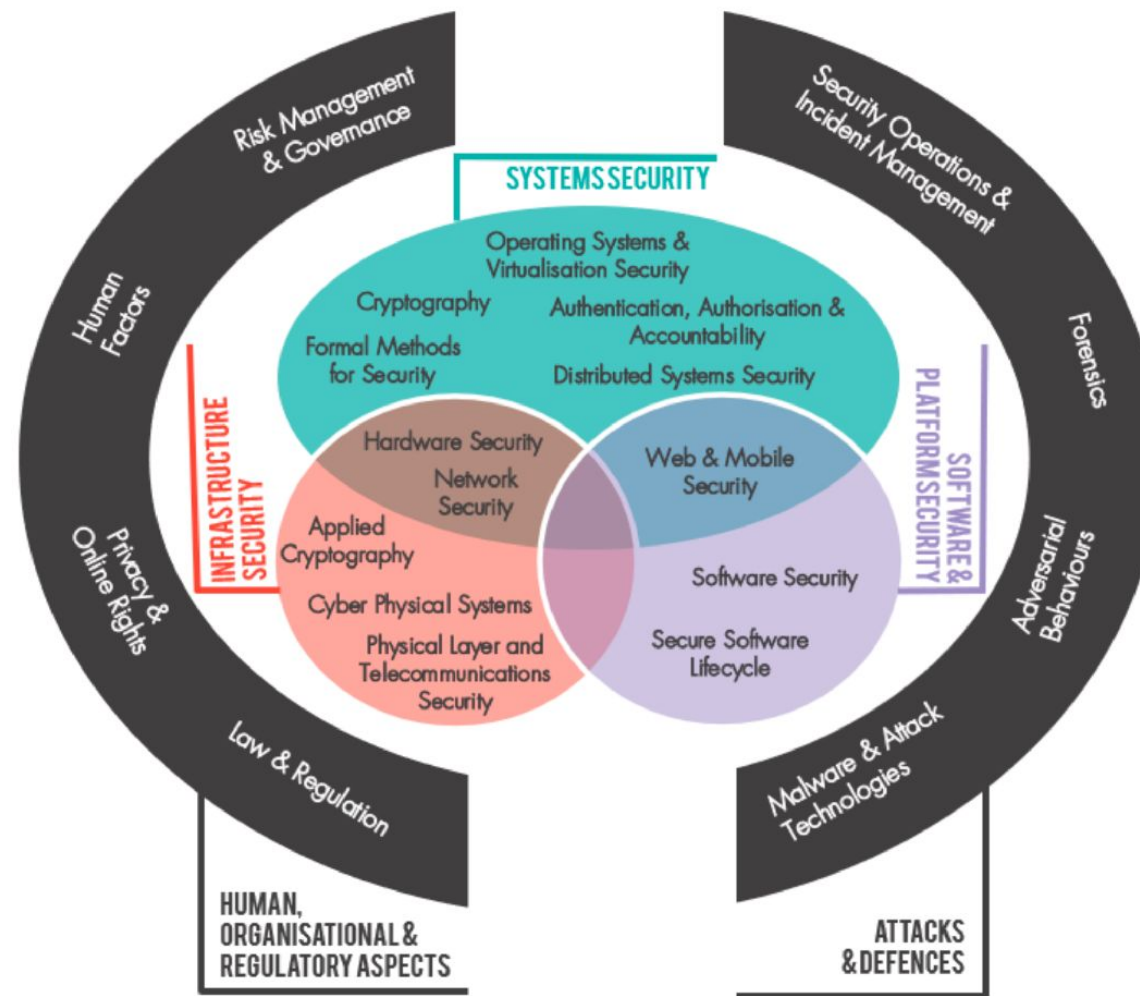 Risk Management
& Governance
Human
Factors
Privacy &
Online Rights
Law & Regulation
HUMAN,
ORGANISATIONAL &
REGULATORY ASPECTS
SYSTEMS SECURITY
Operating Systems &
Virtualisation Security
Cryptography
Authentication, Authorisation &
Accountability
Formal Methods
for Security
Distributed Systems Security
INFRASTRUCTURE
SECURITY
Hardware Security
Network
Security
Applied
Cryptography
Cyber Physical Systems
Physical Layer and
Telecommunications
Security
Web & Mobile
Security
Software Security
Secure Software
Lifecycle
SOFTWARE &
PLATFORM SECURITY
Security Operations &
Incident Management
Forensics
Adversarial
Behaviours
Malware & Attack
Technologies
ATTACKS
& DEFENCES